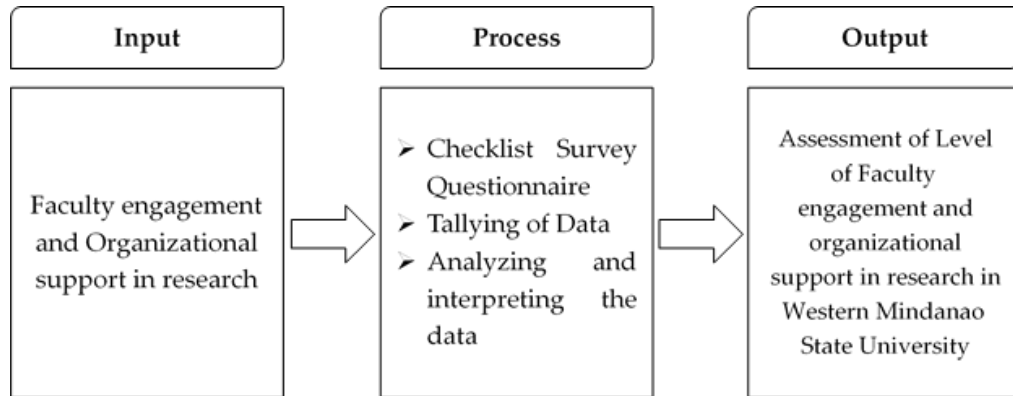 Input
Faculty engagement
and Organizational
support in research
Process
➢ Checklist Survey
Questionnaire
➢ Tallying of Data
➢ Analyzing and
interpreting the
data
Output
Assessment of Level
of Faculty
engagement and
organizational
support in research in
Western Mindanao
State University